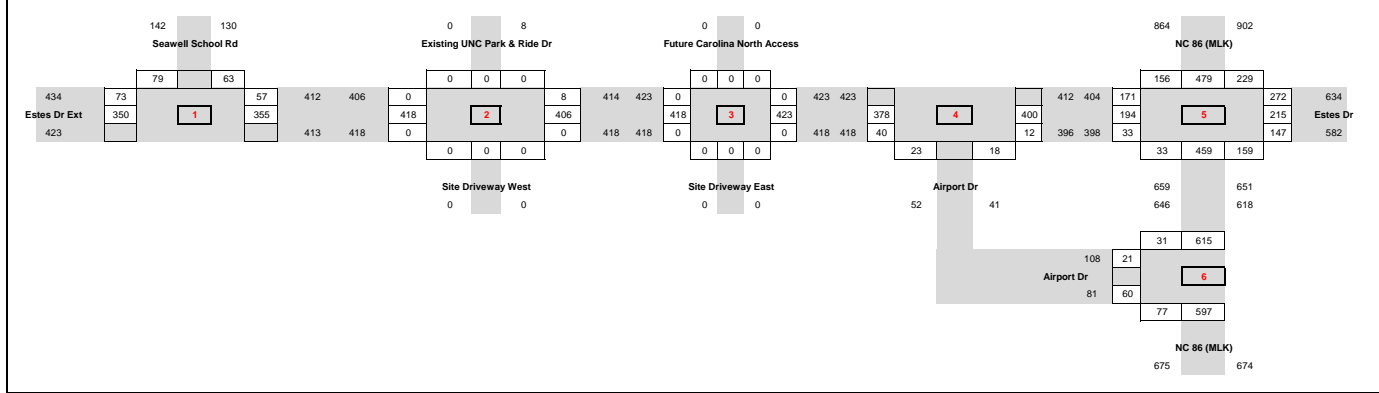 142 130 0 8 0 0 864 902
Seawell School Rd Existing UNC Park & Ride Dr Future Carolina North Access NC 86 (MLK)
79 63 0 0 0 0 0 0 156 479 229
434 73 57 412 406 0 8 414 423 0 0 423 423 412 404 171 272 634
Estes Dr Ext 350 1 355 418 2 406 418 3 423 378 4 400 194 5 215 Estes Dr
423 413 418 0 0 418 418 0 0 418 418 40 12 396 398 33 147 582
0 0 0 0 0 0 23 18 33 459 159
Site Driveway West Site Driveway East Airport Dr 659 651
0 0 0 0 52 41 646 618
31 615
108 21
Airport Dr 6
81 60
77 597
NC 86 (MLK)
675 674